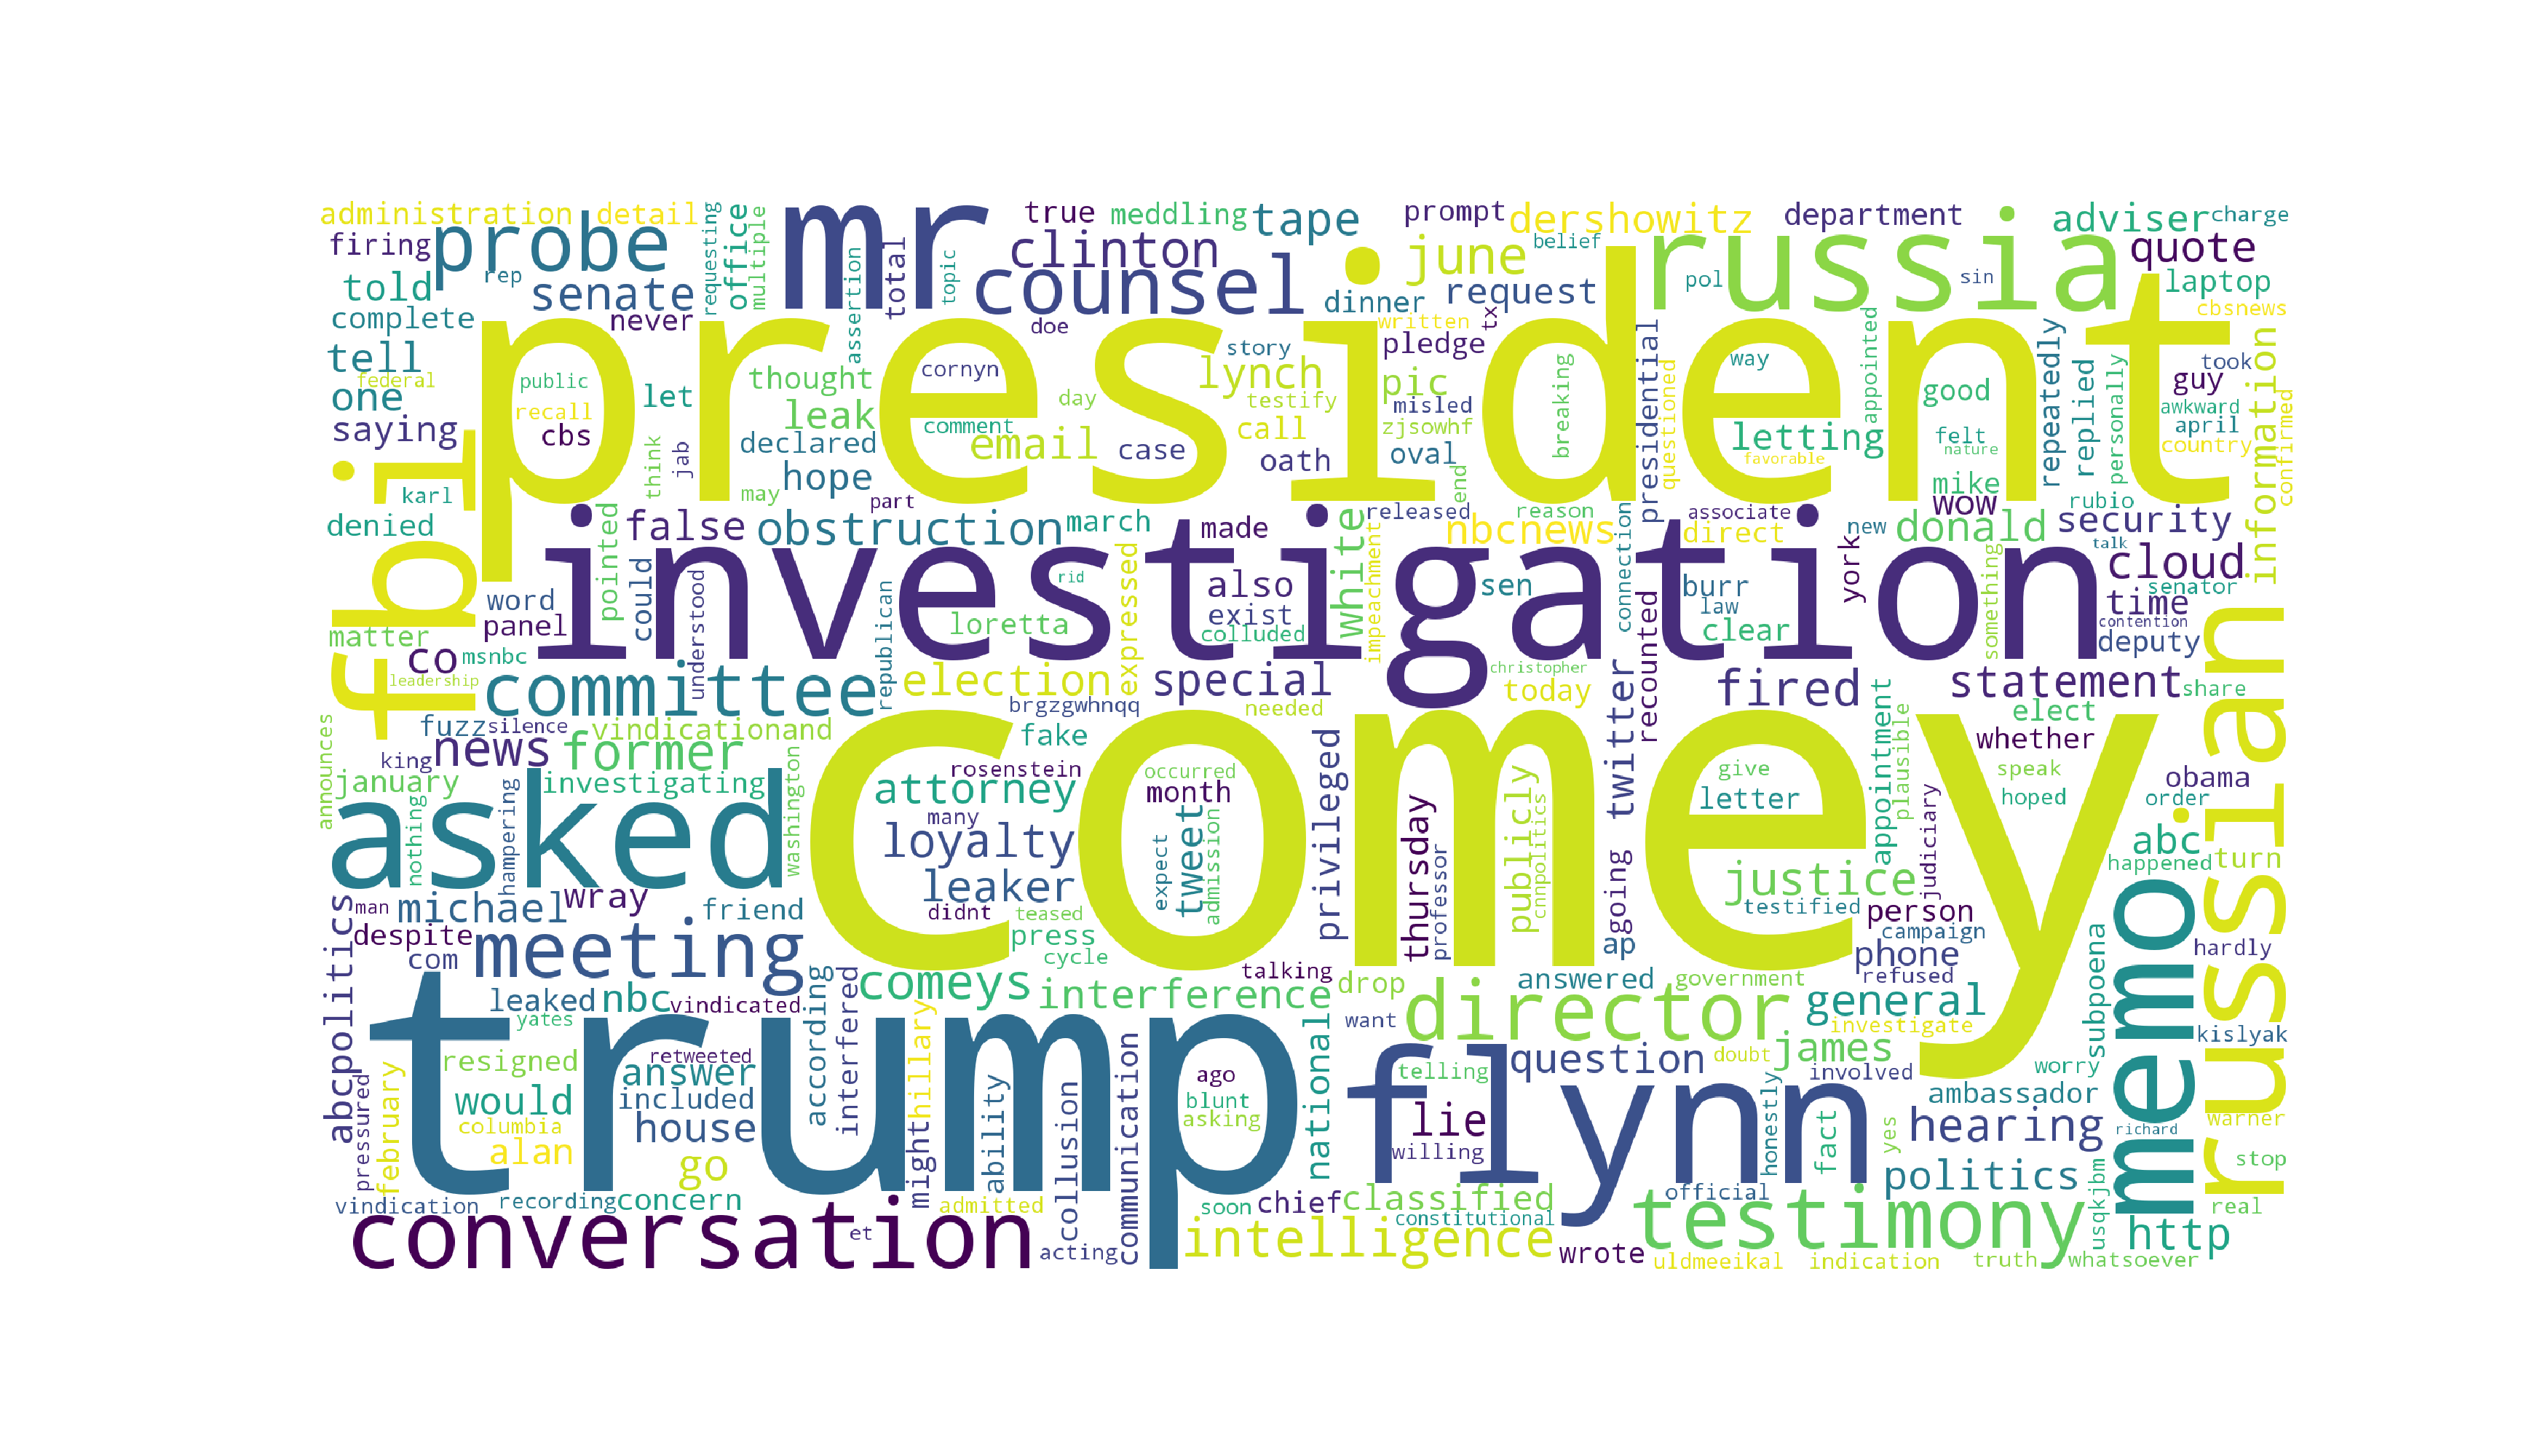 administration detail
firing
probe
rep
told
senate
complete
never
tell
federal
one
saying
requesting
office
multiple
mr
assertion
total
topic
true
meddling
tape
clinton
counsel
doe
prompt
dershowitz
june
belief
dinner
request
department
russia
pol
sin
adviser
charge
quote
laptop
cbsnews
president
public
recall
cbs
let
thought
leak
declared
hope
think
jab
may
part
cornyn
comment
day
email
case
story
lynch
testify
call
oath
written
pledge
tx
pic
misled
zjsowhf
oval
end
breaking
presidential
questioned
way
appointed
good
letting
felt
nature
favorable
repeatedly
replied
personally
took
guy
awkward
april
country
information
confirmed
mike
wow
rubio
fbi
karl
denied
pointed
false
obstruction
march
made
white
released
nbcnews
reason
direct
associate
new
donald
security
talk
cloud
investigation
word
panel
could
understood
matter
co
msnbc
leadership
committee
republican
rid
loretta
expressed
also
exist
colluded
impeachment
sen
connection
burr
law
clear
york
something
senator
time
contention
deputy
election
special
christopher
today
twitter
recounted
fired
statement
share
russian
fuzz
silence
vindicationand
brgzgwhnqq
needed
news
former
fake
king
january
investigating
announces
rosenstein
occurred
month
attorney
privileged
publicly
give
letter
appointment
plausible
elect
whether
speak
hoped
obama
order
asked
nothing
hampering
washington
comey
many
loyalty
leaker
expect
tweet
admission
thursday
professor
cnnpolitics
going
justice
judiciary
abc
happened
turn
abcpolitics
man
michael
wray
friend
despite
com
meeting
didnt
teased
press
cycle
testified
person
campaign
phone
refused
ap
memo
hardly
leaked
nbc
vindicated
according
interfered
comeys
interference
talking
drop
answered
government
general
subpoena
trump
yates
resigned
retweeted
answer
would
included
columbia
house
alan
go
february
pressured
mighthillary
ability
collusion
communication
ago
blunt
asking
national
want
director
telling
question
doubt
james
investigate
involved
kislyak
worry
ambassador
flynn
lie
willing
honestly
fact
yes
hearing
richard
warner
stop
vindication
recording
concern
admitted
soon
chief
classified
constitutional
official
politics
usqkjbm
real
conversation
et
acting
intelligence
wrote
testimony
uldmeeikal
indication
truth
whatsoever
http